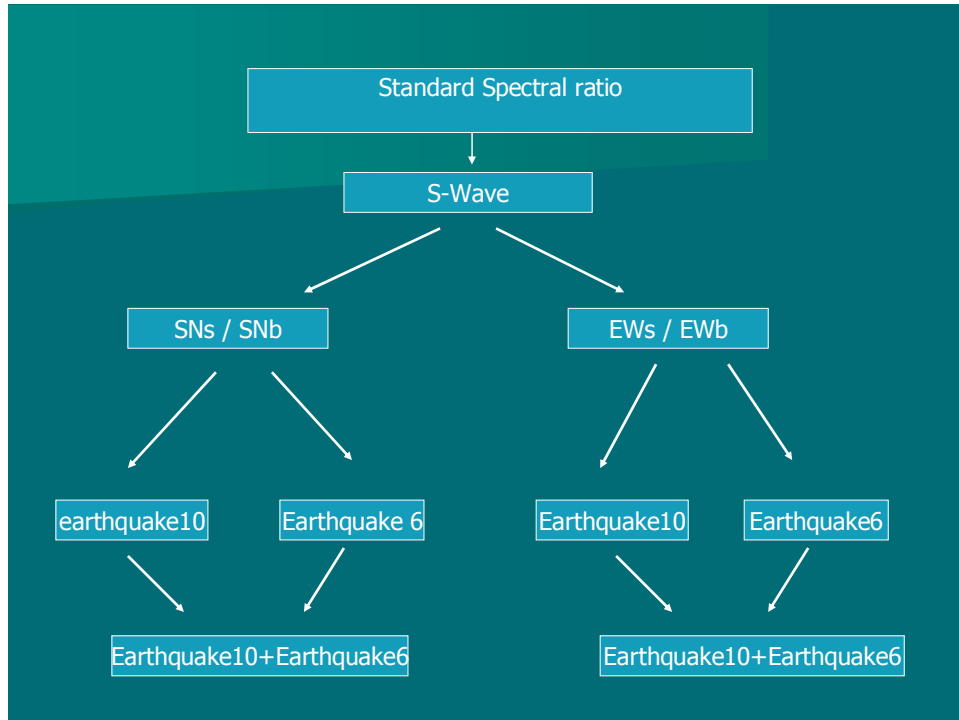 Standard Spectral ratio
S-Wave
SNs / SNb
EWs / EWb
earthquake10
Earthquake 6
Earthquake10
Earthquake6
Earthquake10+Earthquake6
Earthquake10+Earthquake6